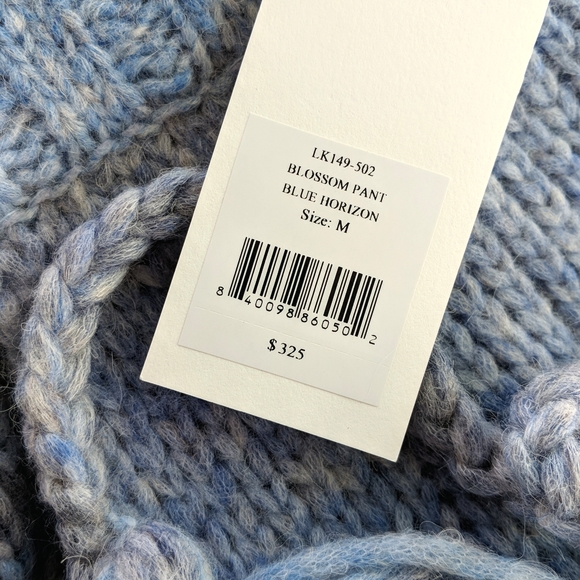 LK149-502
BLOSSOM PANT
BLUE HORIZON
Size: M
8 40098 86050 2
$325